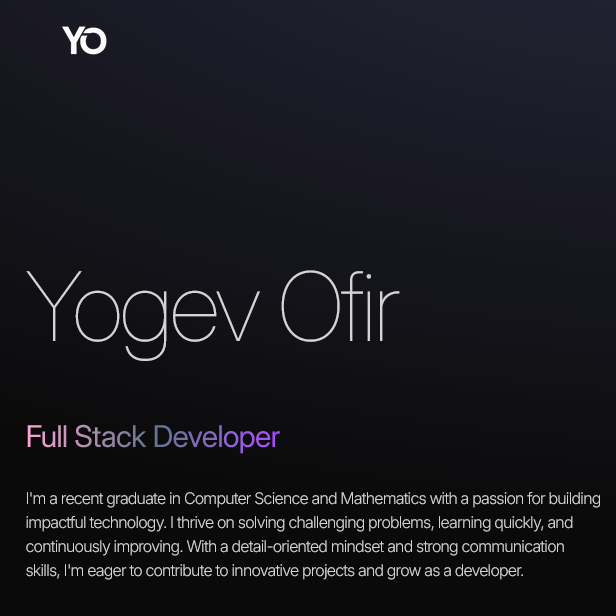 YO
Yogev Ofir
Full Stack Developer
I'm a recent graduate in Computer Science and Mathematics with a passion for building
impactful technology. I thrive on solving challenging problems, learning quickly, and
continuously improving. With a detail-oriented mindset and strong communication
skills, I'm eager to contribute to innovative projects and grow as a developer.